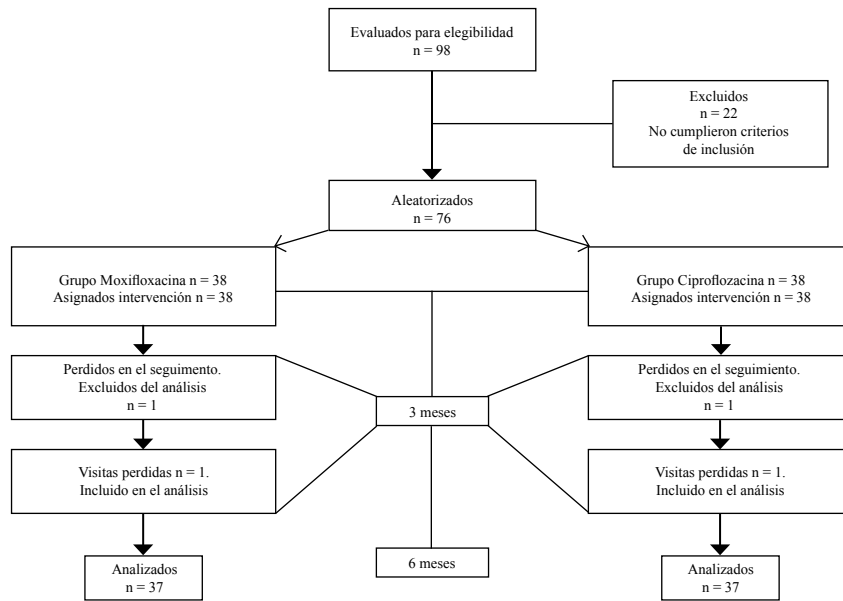 Evaluados para elegibilidad
n = 98
Excluidos
n = 22
No cumplieron criterios
de inclusión
Aleatorizados
n = 76
Grupo Moxifloxacina n = 38
Asignados intervención = 38
Grupo Ciproflozacina n = 38
Asignados intervención = 38
Perdidos en el seguimento.
Excluidos del análisis
n = 1
Perdidos en el seguimiento.
Excluidos del análisis
n = 1
3 meses
Visitas perdidas n = 1.
Incluido en el análisis
Visitas perdidas n = 1.
Incluido en el análisis
Analizados
n = 37
6 meses
Analizados
n = 37